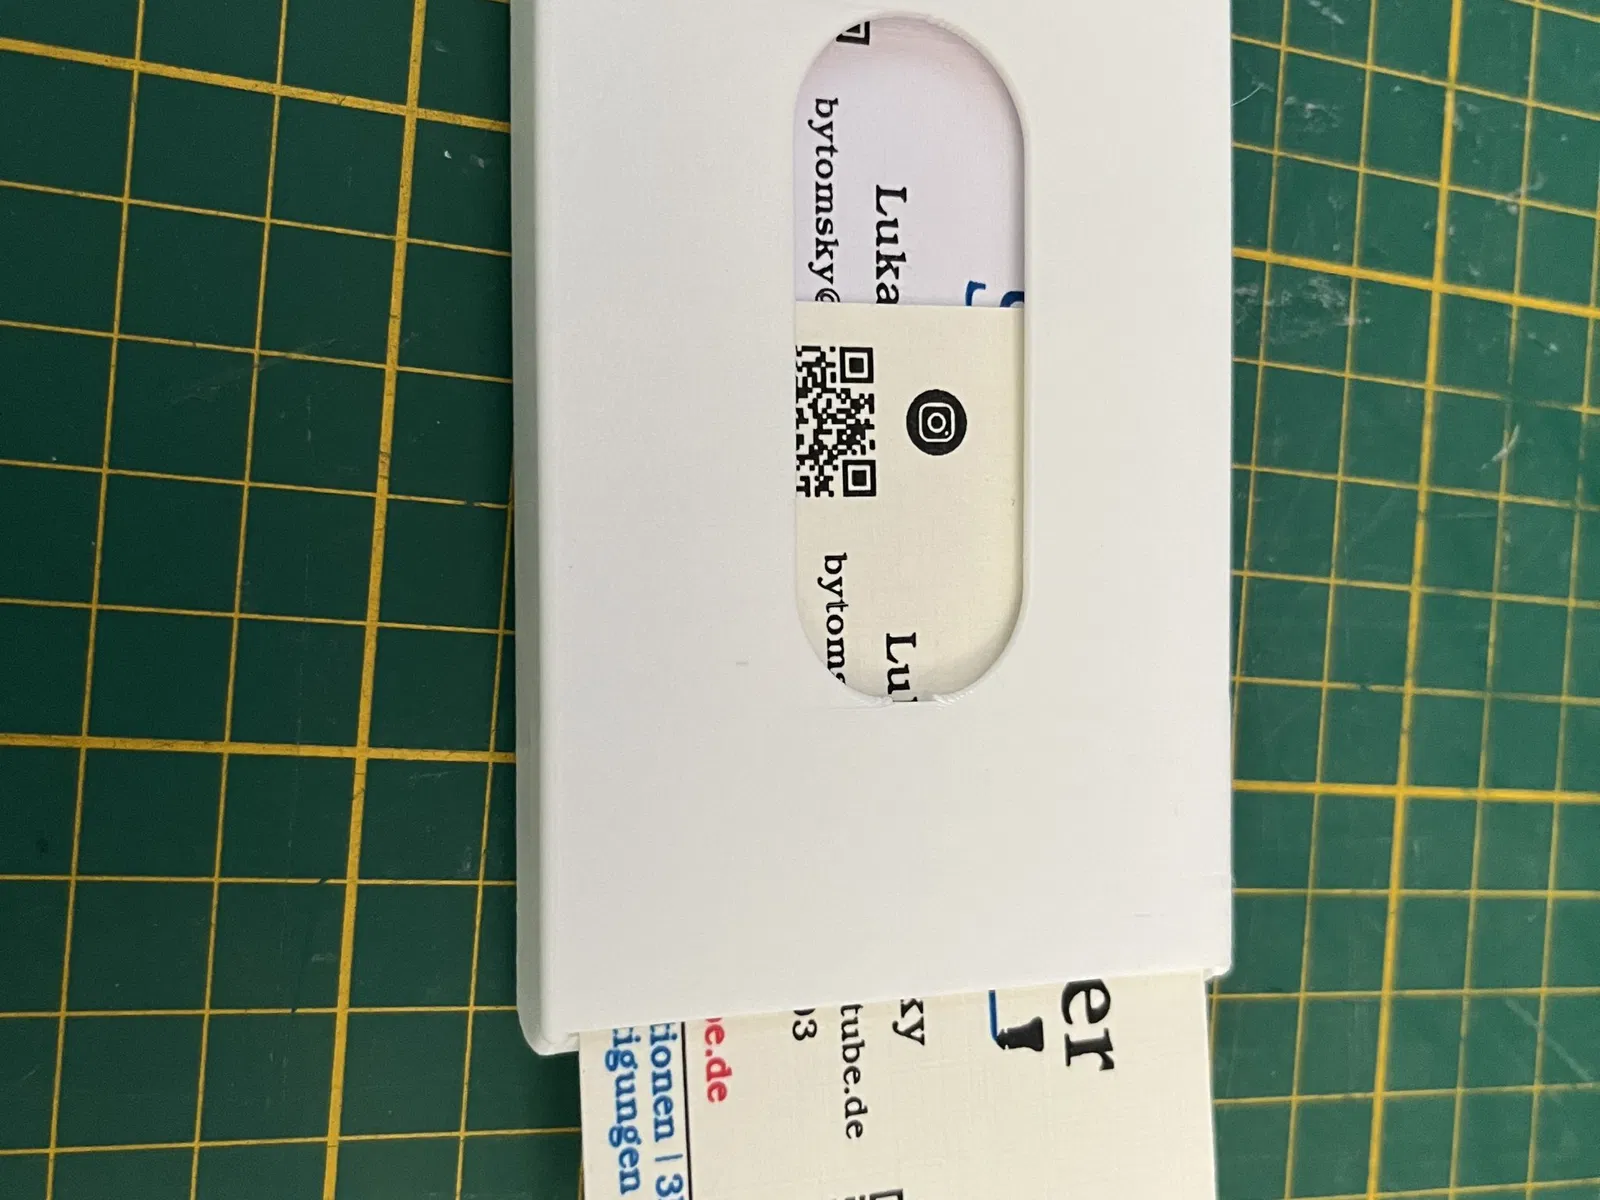 Luka
bytomsky@
Lu
bytoms
er
ky
tube.de
03
e.de
ionen | 3
igungen